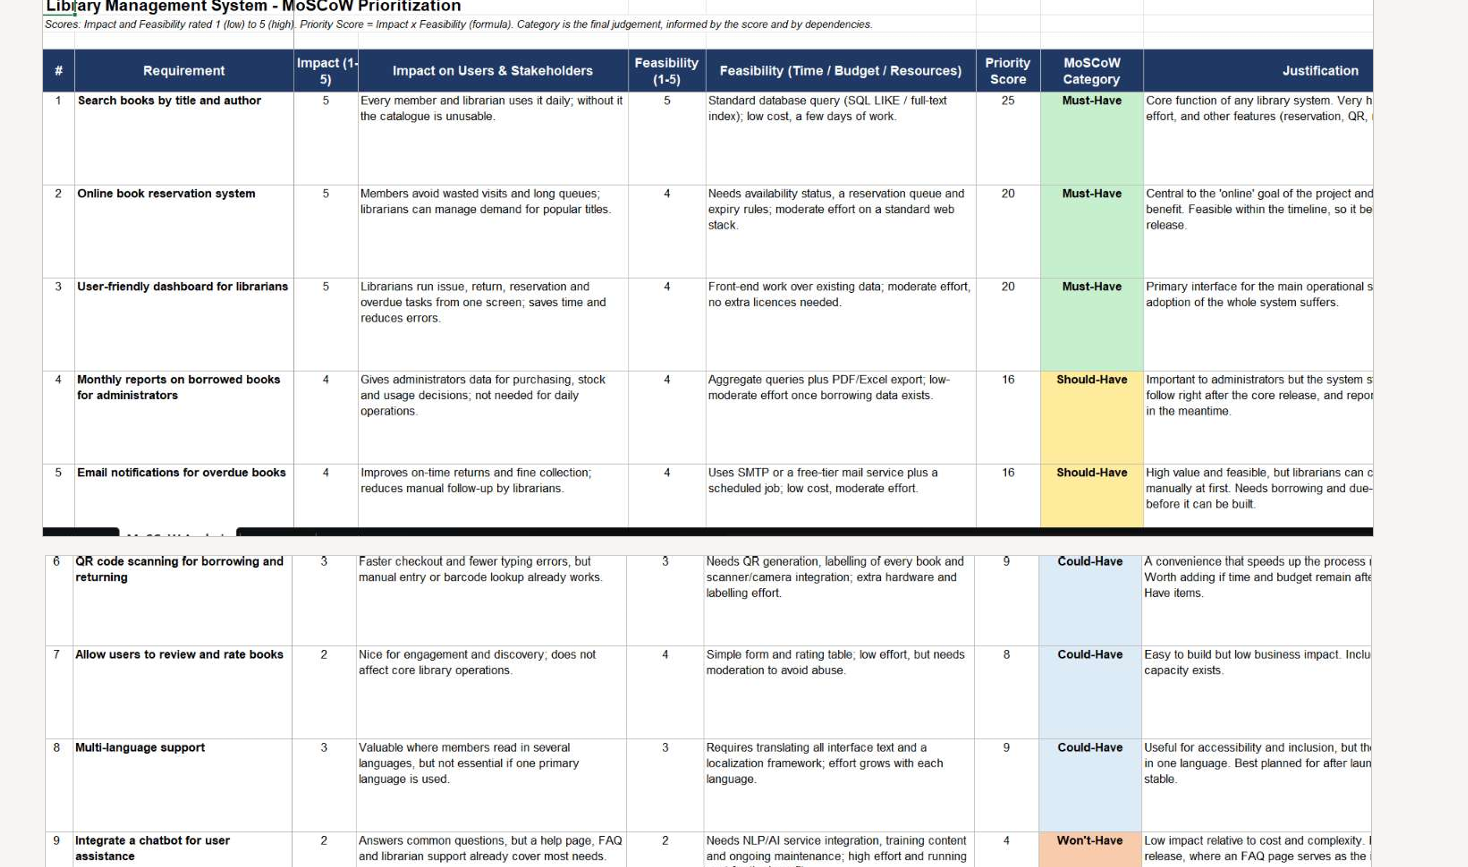 Library Management System - MoSCoW Prioritization
Scores: Impact and Feasibility rated 1 (low) to 5 (high). Priority Score = Impact x Feasibility (formula). Category is the final judgement, informed by the score and by dependencies.
#
Requirement
Impact (1-
5)
Impact on Users & Stakeholders
Feasibility
(1-5)
Feasibility (Time / Budget / Resources)
Priority
Score
MoSCoW
Category
Justification
1
Search books by title and author
5
Every member and librarian uses it daily; without it
the catalogue is unusable.
5
Standard database query (SQL LIKE / full-text
index); low cost, a few days of work.
25
Must-Have
Core function of any library system. Very h
effort, and other features (reservation, QR,
2
Online book reservation system
5
Members avoid wasted visits and long queues;
librarians can manage demand for popular titles.
4
Needs availability status, a reservation queue and
expiry rules; moderate effort on a standard web
stack.
20
Must-Have
Central to the 'online' goal of the project and
benefit. Feasible within the timeline, so it be
release.
3
User-friendly dashboard for librarians
5
Librarians run issue, return, reservation and
overdue tasks from one screen; saves time and
reduces errors.
4
Front-end work over existing data; moderate effort,
no extra licences needed.
20
Must-Have
Primary interface for the main operational s
adoption of the whole system suffers.
4
Monthly reports on borrowed books
for administrators
4
Gives administrators data for purchasing, stock
and usage decisions; not needed for daily
operations.
4
Aggregate queries plus PDF/Excel export; low-
moderate effort once borrowing data exists.
16
Should-Have
Important to administrators but the system s
follow right after the core release, and repor
in the meantime.
5
Email notifications for overdue books
4
Improves on-time returns and fine collection;
reduces manual follow-up by librarians.
4
Uses SMTP or a free-tier mail service plus a
scheduled job; low cost, moderate effort.
16
Should-Have
High value and feasible, but librarians can c
manually at first. Needs borrowing and due-
before it can be built.
6
QR code scanning for borrowing and
returning
3
Faster checkout and fewer typing errors, but
manual entry or barcode lookup already works.
3
Needs QR generation, labelling of every book and
scanner/camera integration; extra hardware and
labelling effort.
9
Could-Have
A convenience that speeds up the process
Worth adding if time and budget remain afte
Have items.
7
Allow users to review and rate books
2
Nice for engagement and discovery; does not
affect core library operations.
4
Simple form and rating table; low effort, but needs
moderation to avoid abuse.
8
Could-Have
Easy to build but low business impact. Inclu
capacity exists.
8
Multi-language support
3
Valuable where members read in several
languages, but not essential if one primary
language is used.
3
Requires translating all interface text and a
localization framework; effort grows with each
language.
9
Could-Have
Useful for accessibility and inclusion, but th
in one language. Best planned for after laun
stable.
9
Integrate a chatbot for user
assistance
2
Answers common questions, but a help page, FAQ
and librarian support already cover most needs.
2
Needs NLP/AI service integration, training content
and ongoing maintenance; high effort and running
4
Won't-Have
Low impact relative to cost and complexity.
release, where an FAQ page serves as the